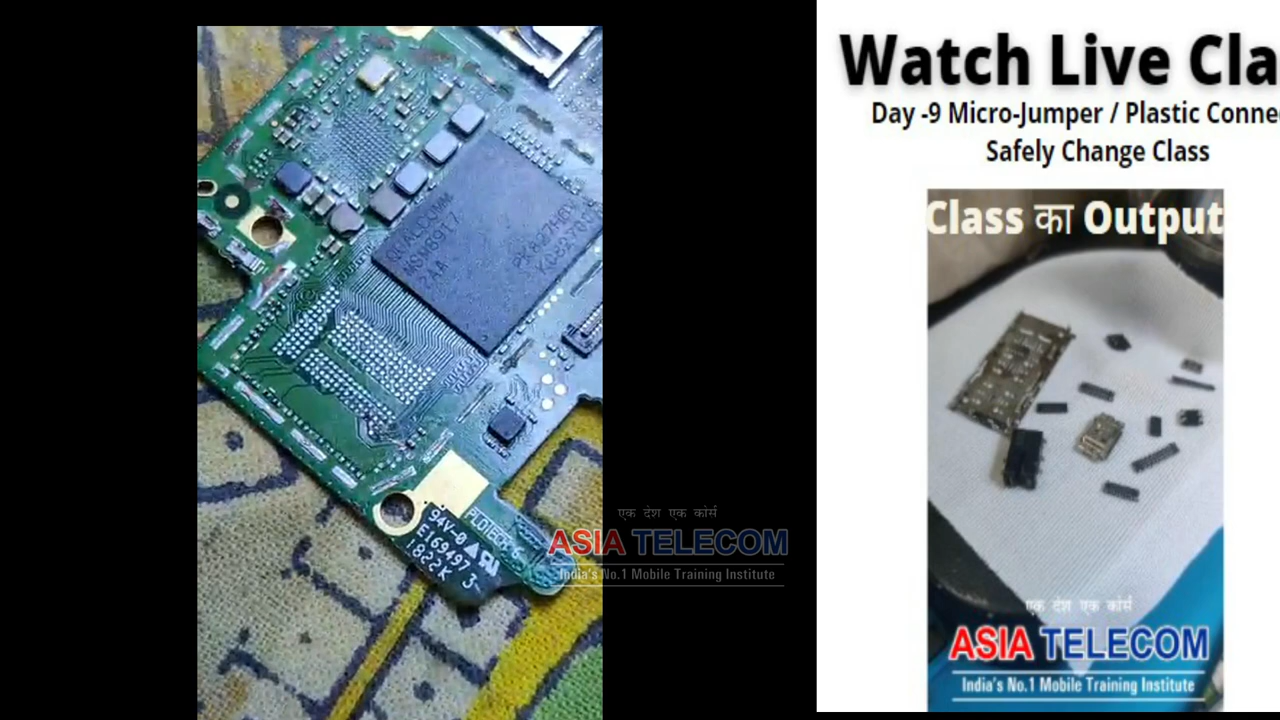 Watch Live Cla
Day -9 Micro-Jumper / Plastic Conne
Safely Change Class
Class का Output
QUALCOMM
MSM8917
2AA
94V-0
E169497
1822K 3
एक देश एक कोर्स
ASIA TELECOM
India's No.1 Mobile Training Institute
एक देश एक कोर्स
ASIA TELECOM
India's No.1 Mobile Training Institute